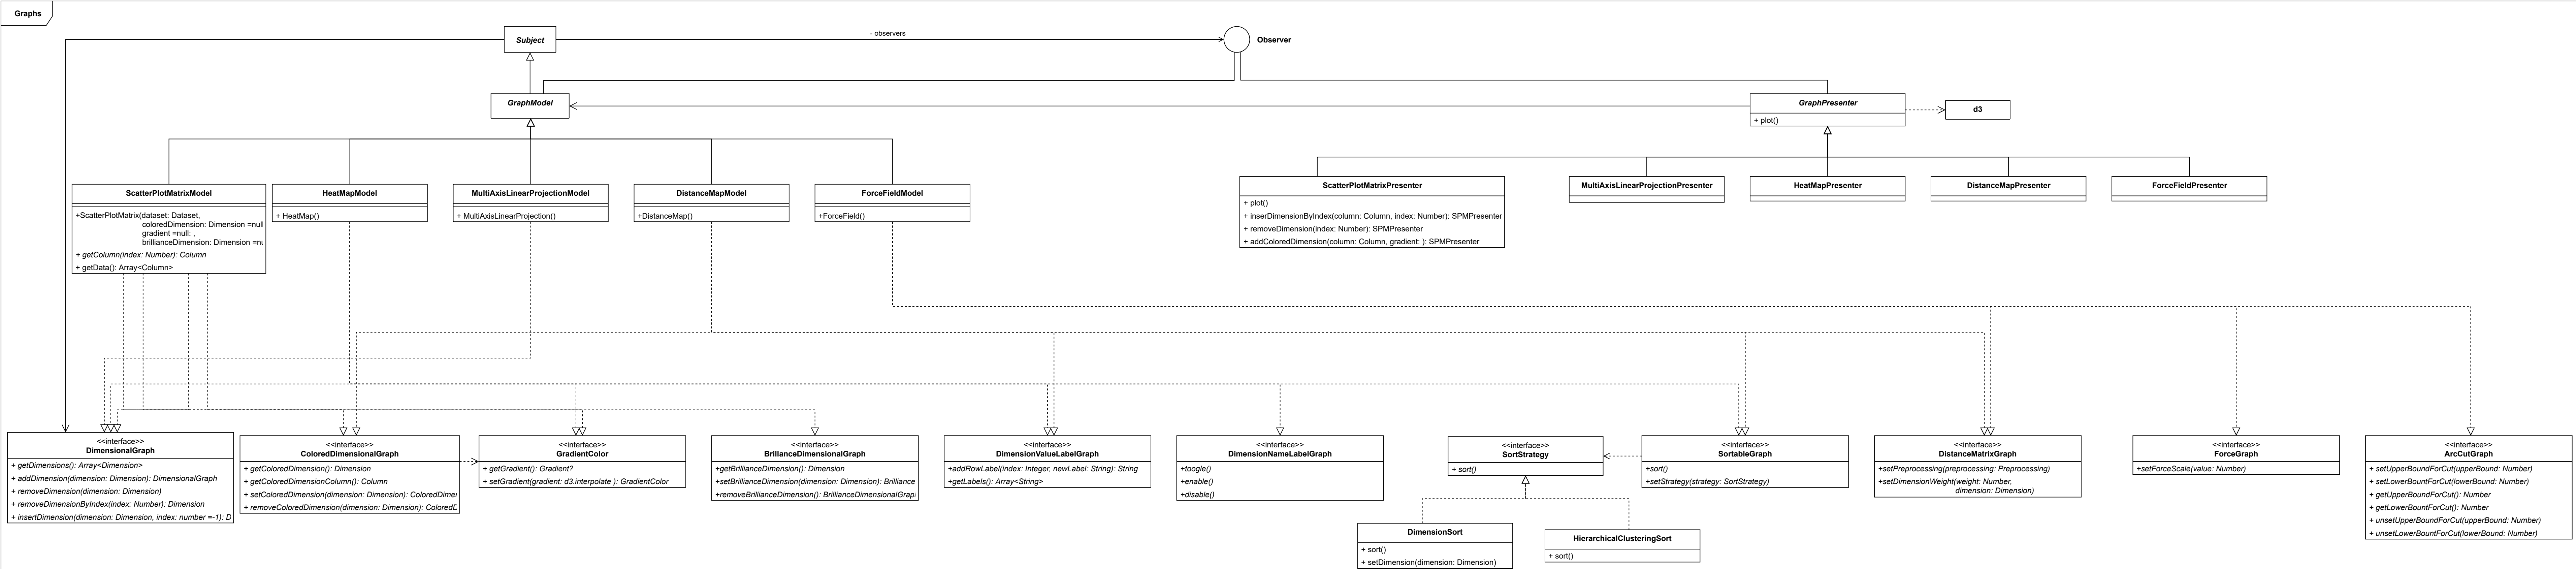 Graphs
Subject
- observers
Observer
GraphModel
GraphPresenter
+ plot()
d3
ScatterPlotMatrixModel
+ScatterPlotMatrix(dataset: Dataset,
coloredDimension: Dimension =null
gradient =null: ,
brillianceDimension: Dimension =nu
+ getColumn(index: Number): Column
+ getData(): Array<Column>
HeatMapModel
+ HeatMap()
MultiAxisLinearProjectionModel
+ MultiAxisLinearProjection()
DistanceMapModel
+DistanceMap()
ForceFieldModel
+ForceField()
ScatterPlotMatrixPresenter
+ plot()
+ inserDimensionByIndex(column: Column, index: Number): SPMPresenter
+ removeDimension(index: Number): SPMPresenter
+ addColoredDimension(column: Column, gradient: ): SPMPresenter
MultiAxisLinearProjectionPresenter
HeatMapPresenter
DistanceMapPresenter
ForceFieldPresenter
<<interface>>
DimensionalGraph
+ getDimensions(): Array<Dimension>
+ addDimension(dimension: Dimension): DimensionalGraph
+ removeDimension(dimension: Dimension)
+ removeDimensionByIndex(index: Number): Dimension
+ insertDimension(dimension: Dimension, index: number =-1): D
<<interface>>
ColoredDimensionalGraph
+ getColoredDimension(): Dimension
+ getColoredDimensionColumn(): Column
+ setColoredDimension(dimension: Dimension): ColoredDimer
+ removeColoredDimension(dimension: Dimension): ColoredD
<<interface>>
GradientColor
+ getGradient(): Gradient?
+ setGradient(gradient: d3.interpolate ): GradientColor
<<interface>>
BrillianceDimensionalGraph
+getBrillianceDimension(): Dimension
+setBrillianceDimension(dimension: Dimension): Brilliance
+removeBrillianceDimension(): BrillianceDimensionalGraph
<<interface>>
DimensionValueLabelGraph
+addRowLabel(index: Integer, newLabel: String): String
+getLabels(): Array<String>
<<interface>>
DimensionNameLabelGraph
+toogle()
+enable()
+disable()
<<interface>>
SortStrategy
+ sort()
<<interface>>
SortableGraph
+sort()
+setStrategy(strategy: SortStrategy)
<<interface>>
DistanceMatrixGraph
+setPreprocessing(preprocessing: Preprocessing)
+setDimensionWeight(weight: Number,
dimension: Dimension)
<<interface>>
ForceGraph
+setForceScale(value: Number)
<<interface>>
ArcCutGraph
+ setUpperBoundForCut(upperBound: Number)
+ setLowerBountForCut(lowerBound: Number)
+ getUpperBoundForCut(): Number
+ getLowerBountForCut(): Number
+ unsetUpperBoundForCut(upperBound: Number)
+ unsetLowerBountForCut(lowerBound: Number)
DimensionSort
+ sort()
+ setDimension(dimension: Dimension)
HierarchicalClusteringSort
+ sort()